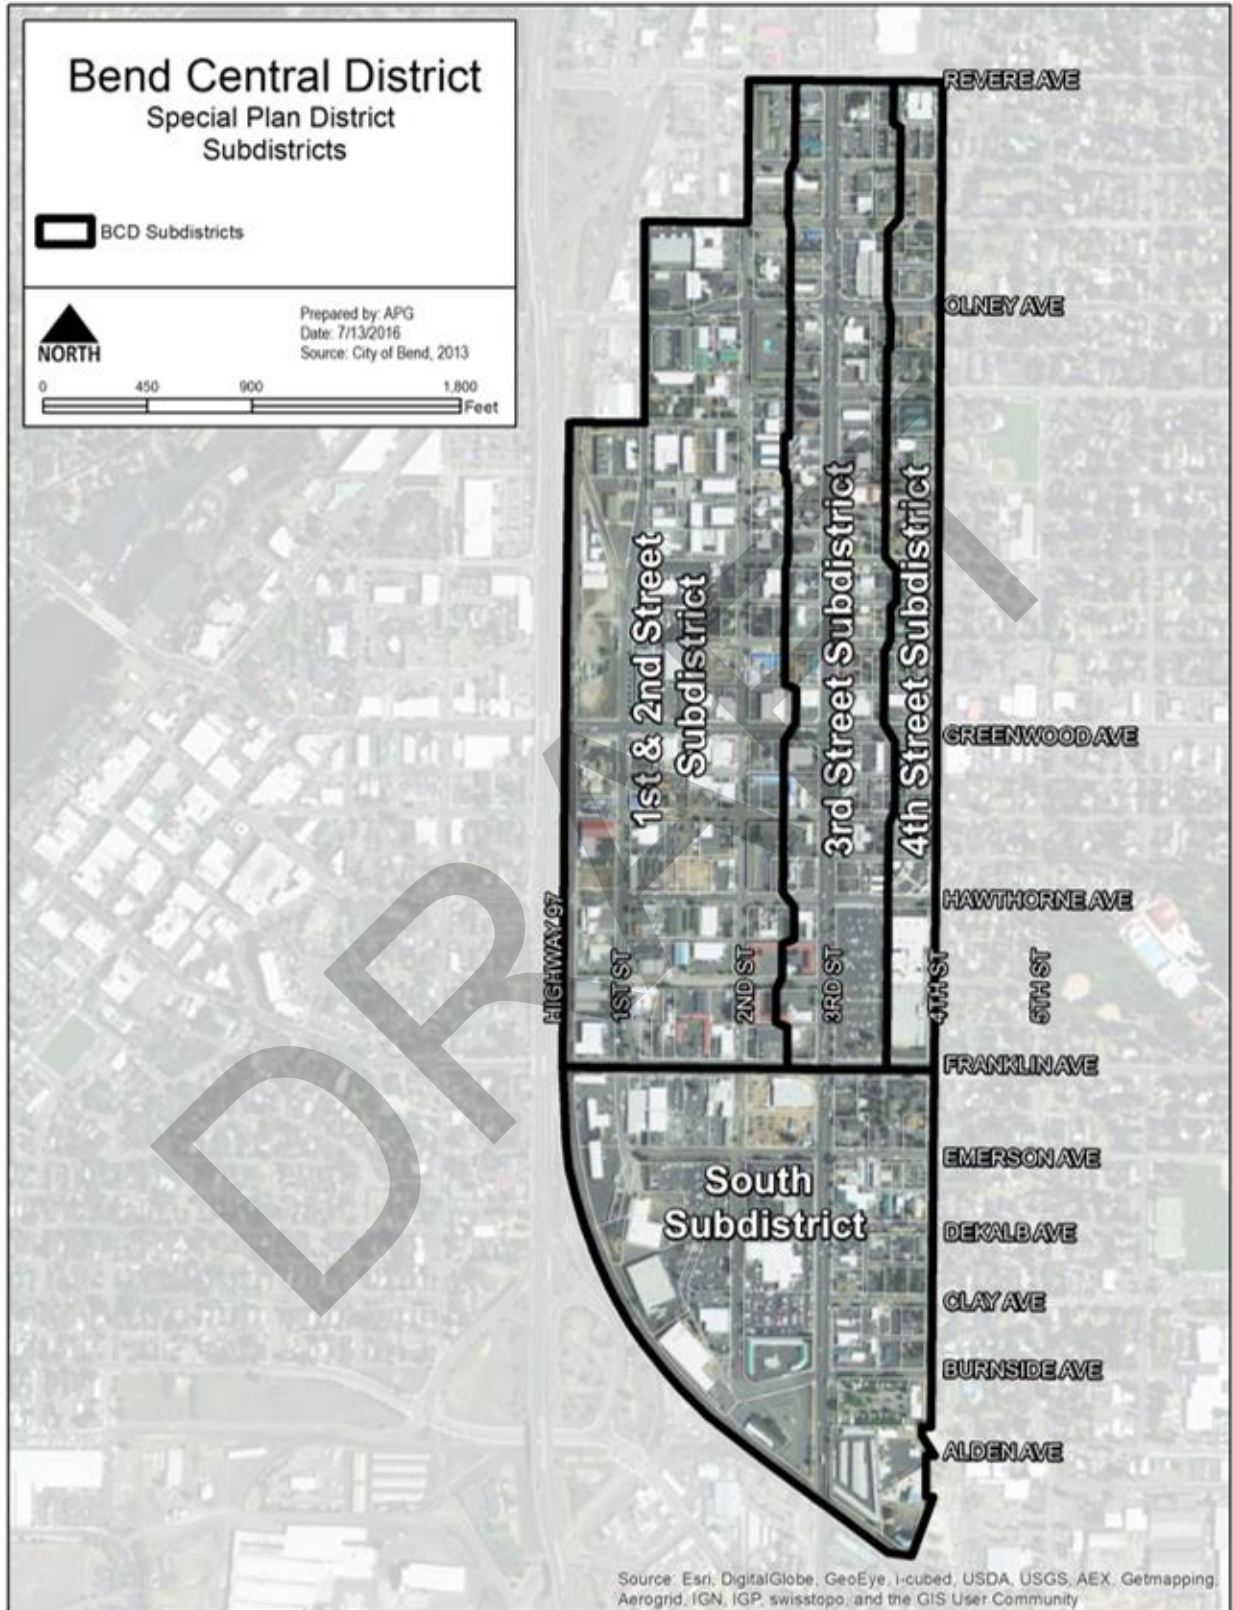 Bend Central District
Special Plan District
Subdistricts
BCD Subdistricts
NORTH
Prepared by: APG
Date: 7/13/2016
Source: City of Bend, 2013
0 450 900 1,800
Feet
REVERE AVE
OLNEY AVE
1st & 2nd Street
Subdistrict
3rd Street Subdistrict
4th Street Subdistrict
GREENWOOD AVE
HAWTHORNE AVE
HIGHWAY 97
1ST ST
2ND ST
3RD ST
4TH ST
5TH ST
FRANKLIN AVE
EMERSON AVE
South
Subdistrict
DEKALB AVE
CLAY AVE
BURNSIDE AVE
ALDEN AVE
DRAFT
Source: Esri, DigitalGlobe, GeoEye, i-cubed, USDA, USGS, AEX, Getmapping,
Aerogrid, IGN, IGP, swisstopo, and the GIS User Community